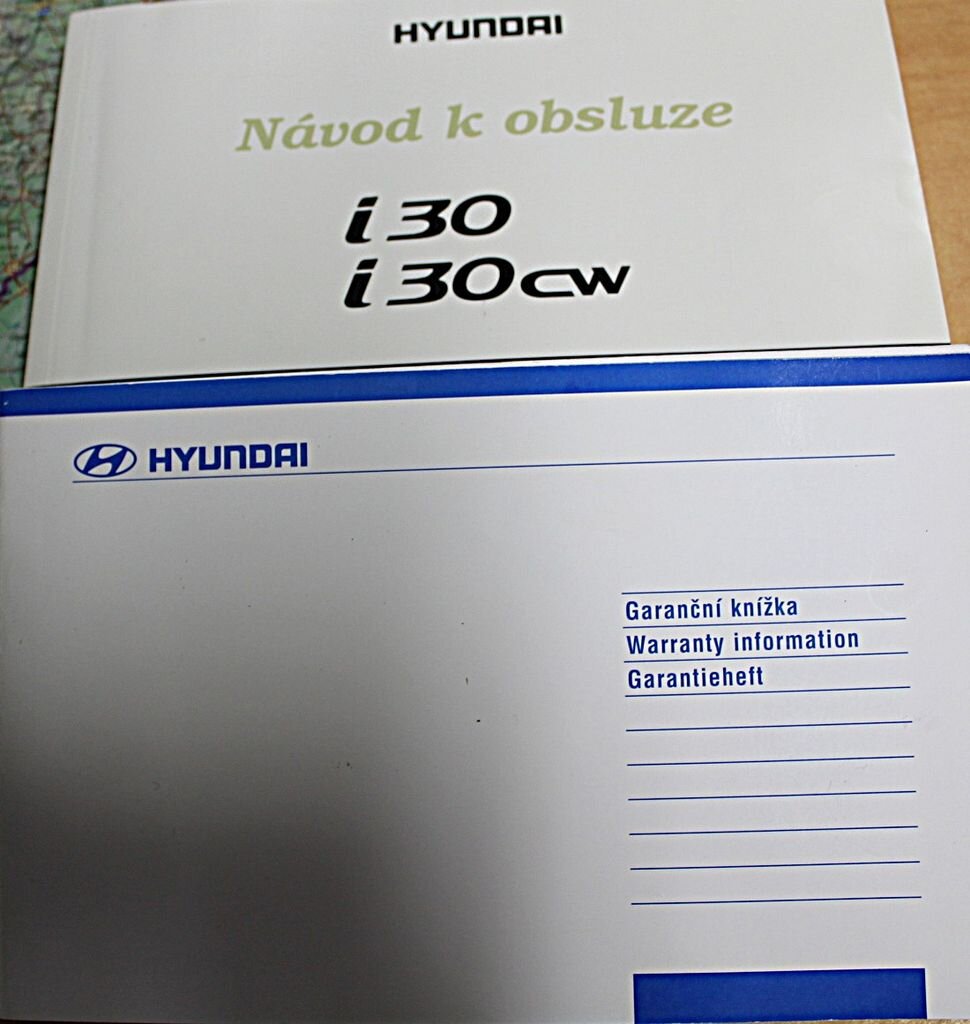 HYUNDAI
Návod k obsluze
i30
i30cw
HYUNDAI
Garanční knížka
Warranty information
Garantieheft